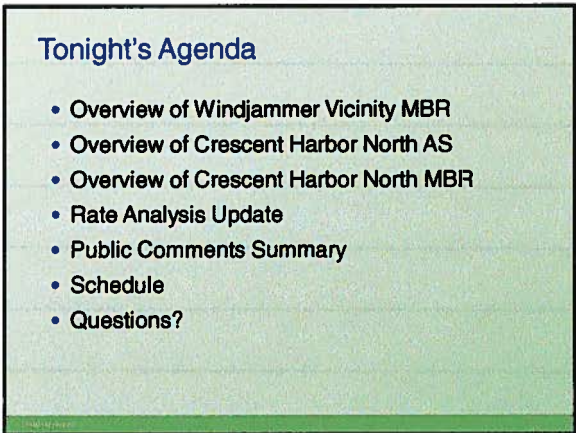 Tonight's Agenda
• Overview of Windjammer Vicinity MBR
• Overview of Crescent Harbor North AS
• Overview of Crescent Harbor North MBR
• Rate Analysis Update
• Public Comments Summary
• Schedule
• Questions?